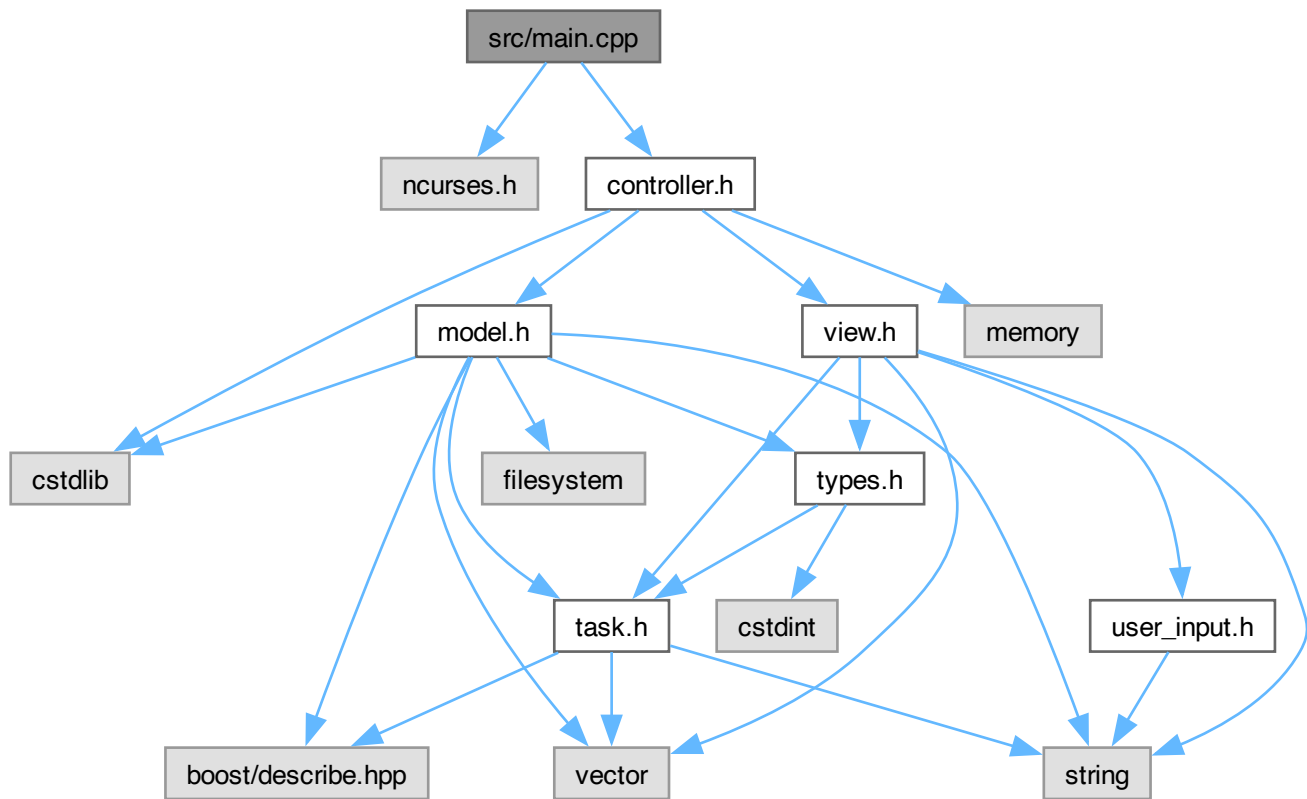 src/main.cpp
ncurses.h
controller.h
model.h
view.h
memory
cstdlib
filesystem
types.h
task.h
cstdint
user_input.h
boost/describe.hpp
vector
string